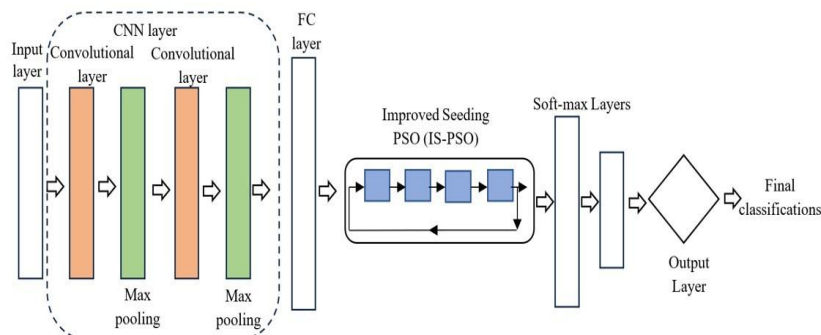 Input
layer
CNN layer
Convolutional
layer
Convolutional
layer
Max
pooling
Max
pooling
FC
layer
Improved Seeding
PSO (IS-PSO)
Soft-max Layers
Output
Layer
Final
classifications